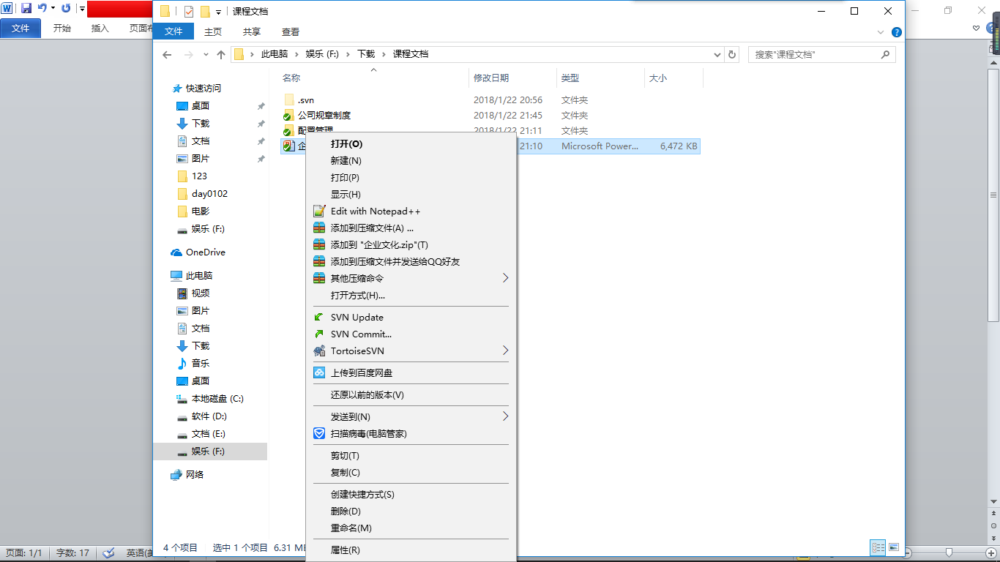 课程文档
文件
开始
插入
页面布
文件
主页
共享
查看
此电脑
娱乐 (F:)
下载
课程文档
搜索"课程文档"
名称
修改日期
类型
大小
.svn
2018/1/22 20:56
文件夹
公司规章制度
2018/1/22 21:45
文件夹
配置管理
2018/1/22 21:11
文件夹
企
21:10
Microsoft Power...
6,472 KB
快速访问
桌面
下载
文档
图片
123
day0102
电影
娱乐 (F:)
OneDrive
此电脑
视频
图片
文档
下载
音乐
桌面
本地磁盘 (C:)
软件 (D:)
文档 (E:)
娱乐 (F:)
网络
打开(O)
新建(N)
打印(P)
显示(H)
Edit with Notepad++
添加到压缩文件(A) ...
添加到 "企业文化.zip"(T)
添加到压缩文件并发送给QQ好友
其他压缩命令
打开方式(H)...
SVN Update
SVN Commit...
TortoiseSVN
上传到百度网盘
还原以前的版本(V)
发送到(N)
扫描病毒(电脑管家)
剪切(T)
复制(C)
创建快捷方式(S)
删除(D)
重命名(M)
属性(R)
4 个项目
选中 1 个项目
6.31 M
页面: 1/1
字数: 17
英语(